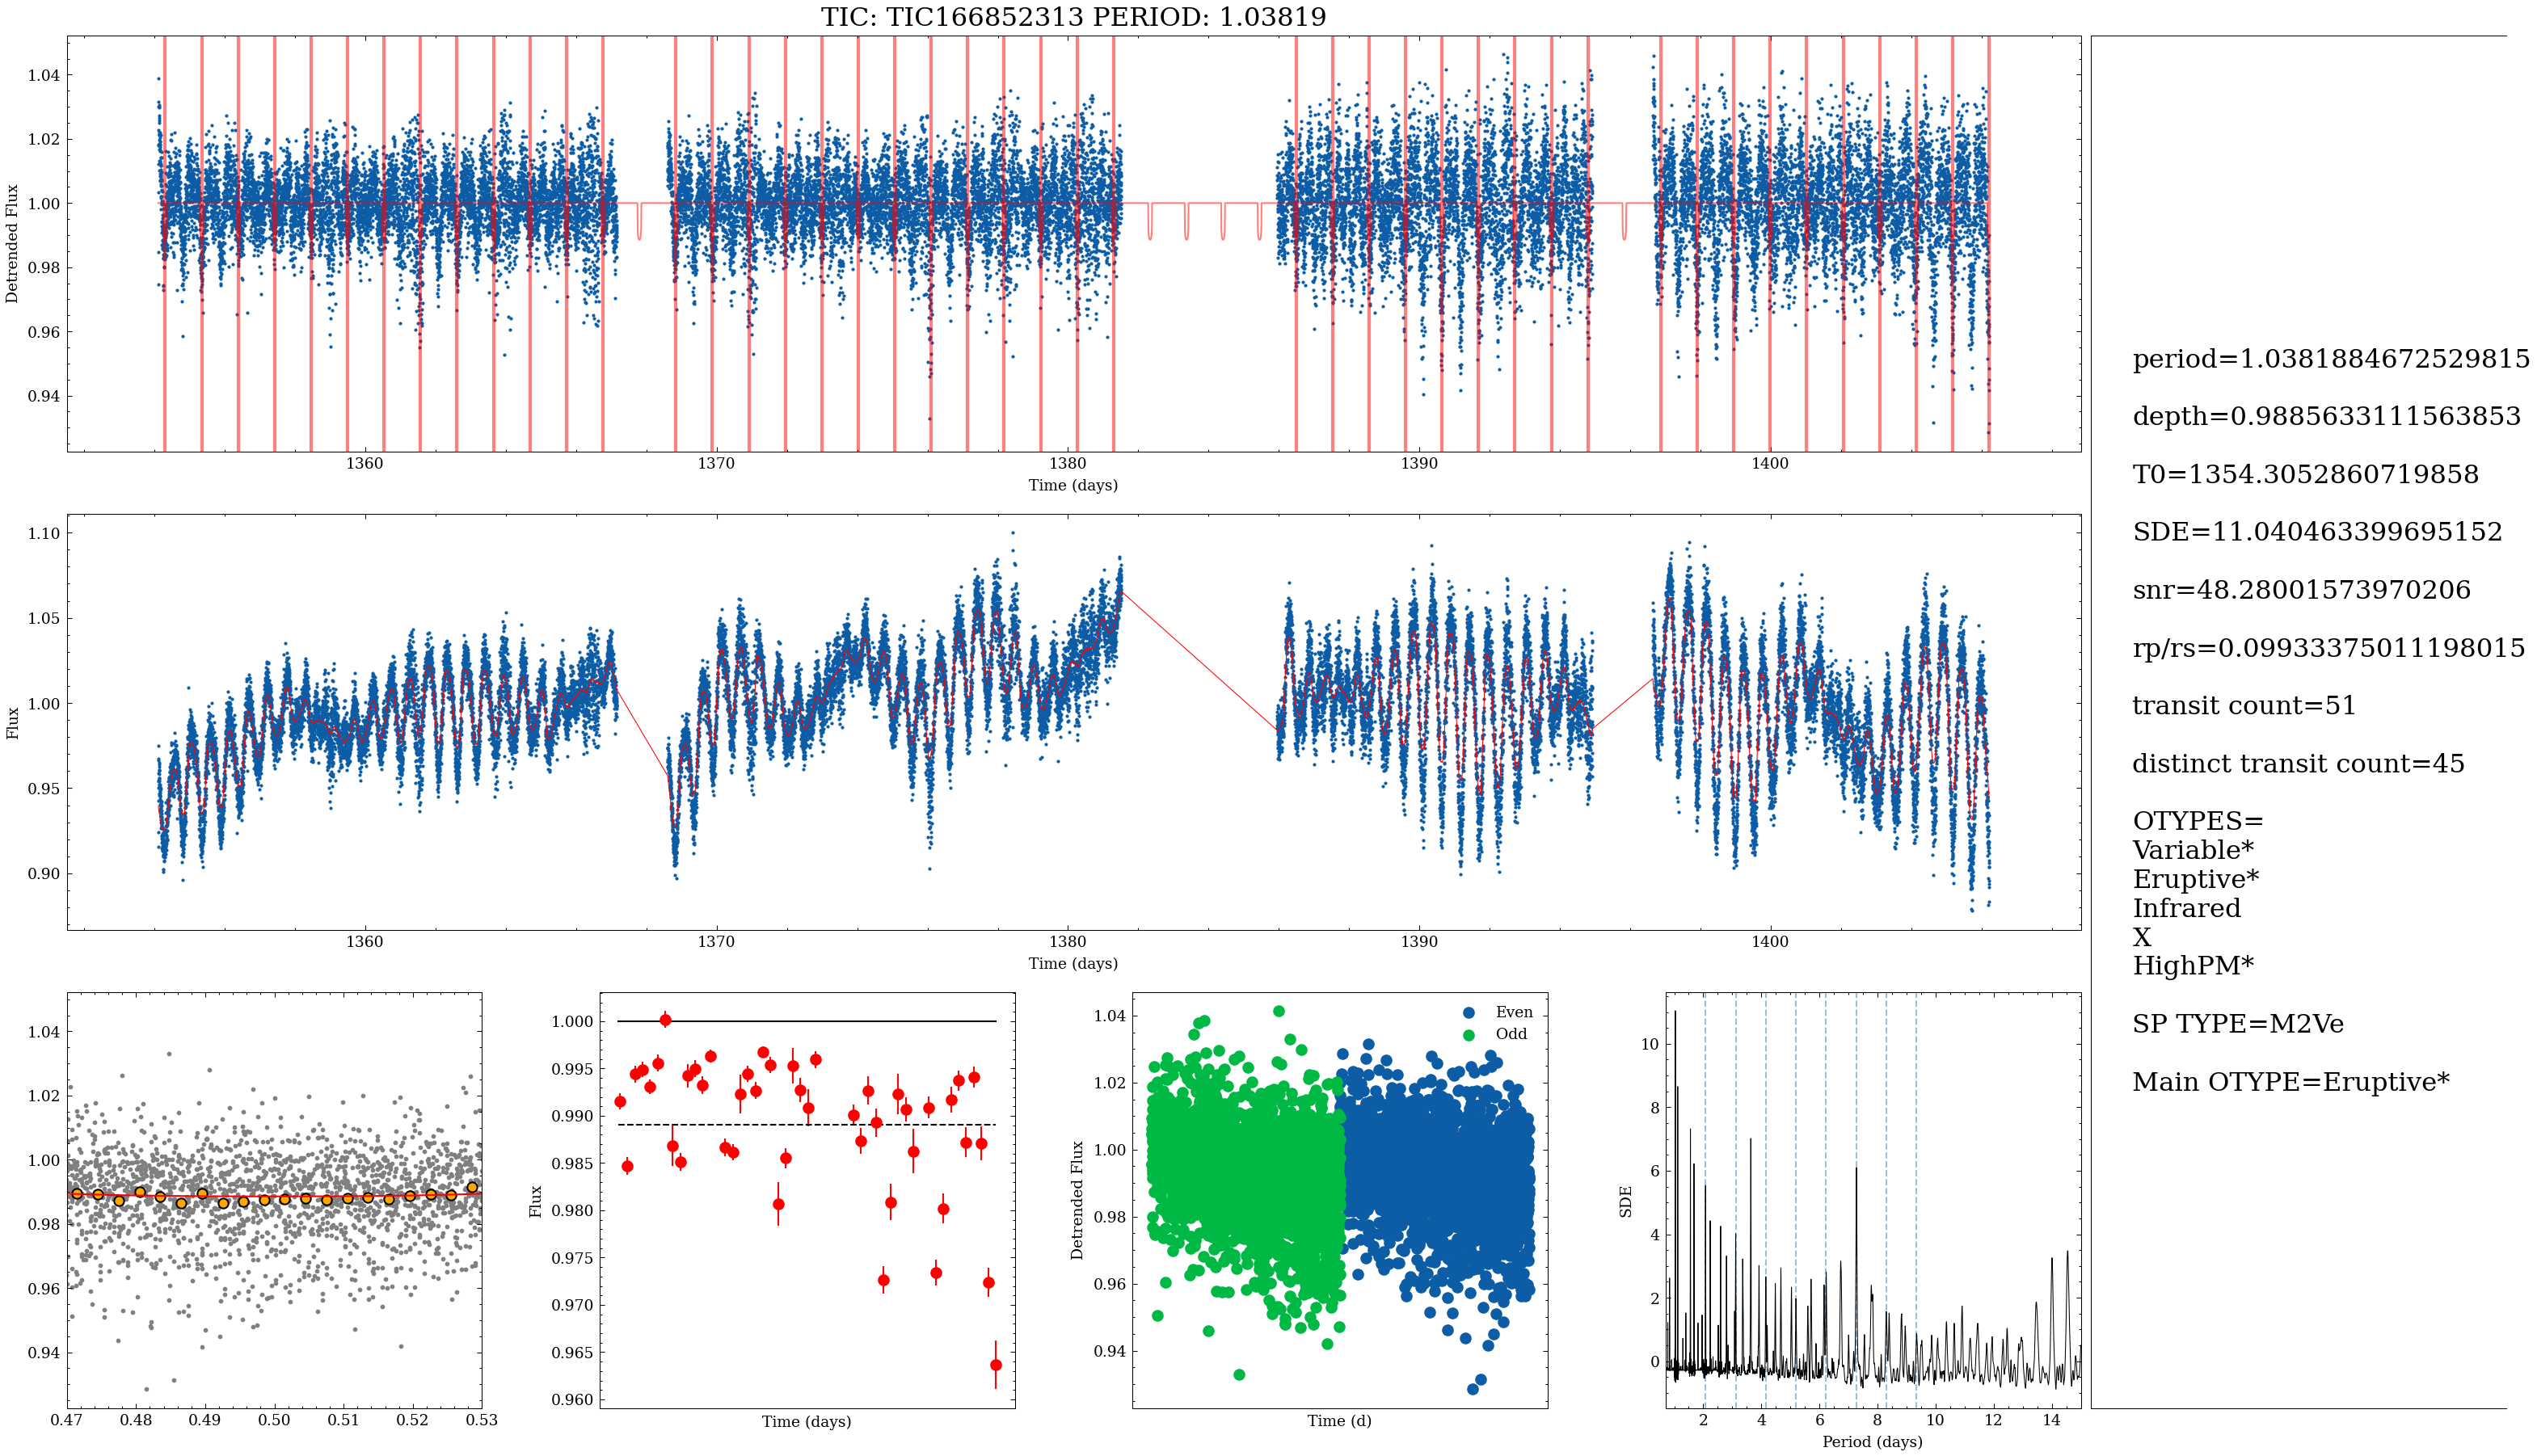 TIC: TIC166852313 PERIOD: 1.03819
1.04
1.02
1.00
0.98
0.96
0.94
Detrended Flux
1360
1370
1380
1390
1400
Time (days)
1.10
1.05
1.00
0.95
0.90
Flux
1360
1370
1380
1390
1400
Time (days)
1.04
1.02
1.00
0.98
0.96
0.94
0.47
0.48
0.49
0.50
0.51
0.52
0.53
1.000
0.995
0.990
0.985
0.980
0.975
0.970
0.965
0.960
Flux
Time (days)
1.04
1.02
1.00
0.98
0.96
0.94
Detrended Flux
Even
Odd
Time (d)
10
8
6
4
2
0
SDE
2
4
6
8
10
12
14
Period (days)
period=1.0381884672529815
depth=0.9885633111563853
T0=1354.3052860719858
SDE=11.040463399695152
snr=48.28001573970206
rp/rs=0.09933375011198015
transit count=51
distinct transit count=45
OTYPES=
Variable*
Eruptive*
Infrared
X
HighPM*
SP TYPE=M2Ve
Main OTYPE=Eruptive*